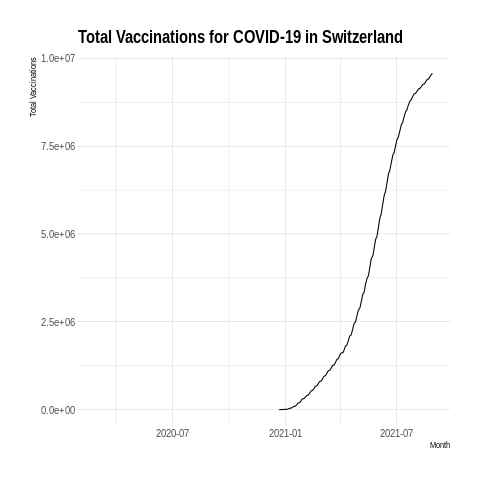 Total Vaccinations for COVID-19 in Switzerland
Total Vaccinations
1.0e+07
7.5e+06
5.0e+06
2.5e+06
0.0e+00
2020-07
2021-01
2021-07
Month